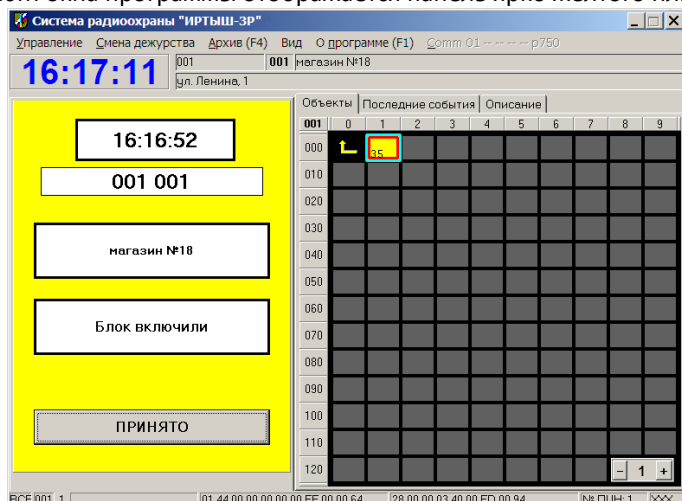 Система радиоохраны "ИРТЫШ-3Р"
Управление Смена дежурства Архив (F4) Вид О программе (F1) Comm 01 -- -- -- -- p750
16:17:11
001 001 магазин №18
ул. Ленина, 1
16:16:52
001 001
магазин №18
Блок включили
ПРИНЯТО
Объекты Последние события Описание
001 0 1 2 3 4 5 6 7 8 9
000 35
010
020
030
040
050
060
070
080
090
100
110
120
- 1 +